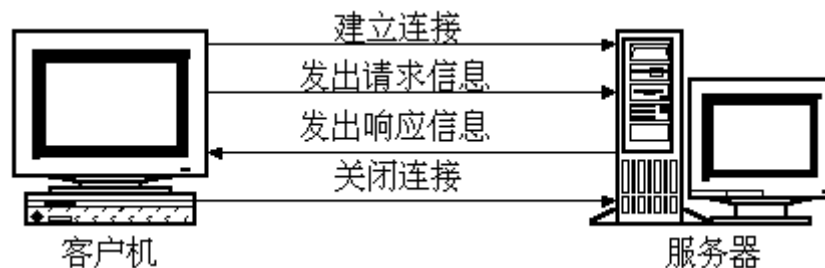 建立连接
发出请求信息
发出响应信息
关闭连接
客户机
服务器